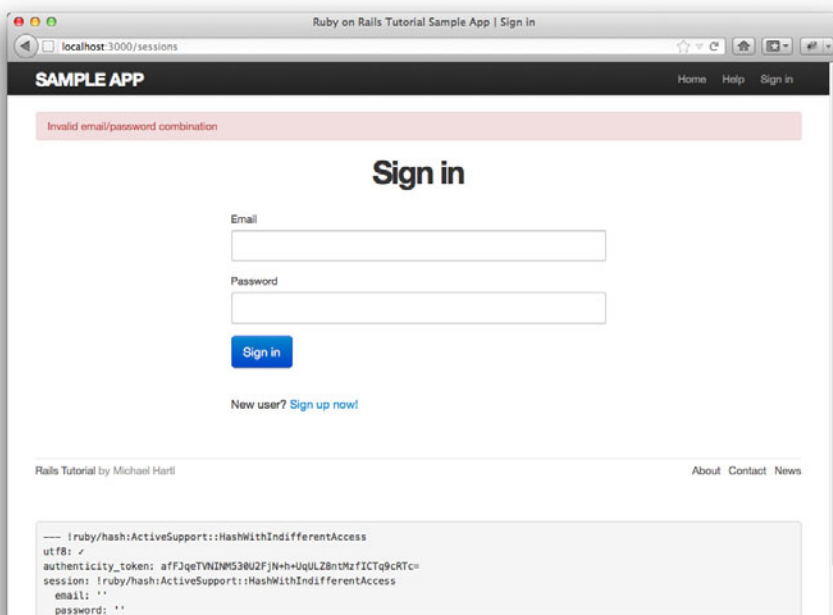 Ruby on Rails Tutorial Sample App | Sign in
localhost:3000/sessions
SAMPLE APP
Home Help Sign in
Invalid email/password combination
Sign in
Email
Password
Sign in
New user? Sign up now!
Rails Tutorial by Michael Hartl
About Contact News
--- !ruby/hash:ActiveSupport::HashWithIndifferentAccess
utf8: ✓
authenticity_token: afFJqeTVNINM530U2FjN+h+UqULZ8ntMzfICTq9cRTc=
session: !ruby/hash:ActiveSupport::HashWithIndifferentAccess
email: ''
password: ''